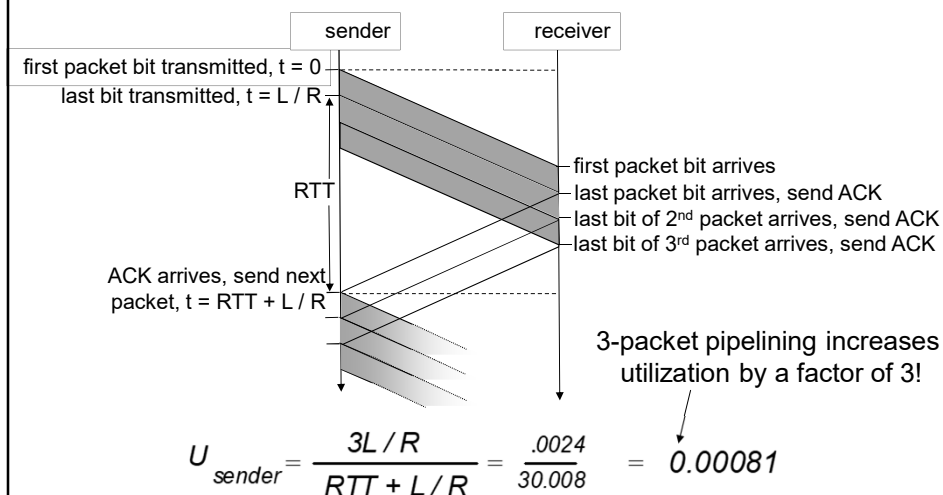 sender
receiver
first packet bit transmitted, t = 0
last bit transmitted, t = L / R
RTT
first packet bit arrives
last packet bit arrives, send ACK
last bit of 2nd packet arrives, send ACK
last bit of 3rd packet arrives, send ACK
ACK arrives, send next
packet, t = RTT + L / R
3-packet pipelining increases
utilization by a factor of 3!
U sender = 3L / R / RTT + L / R = .0024 / 30.008 = 0.00081